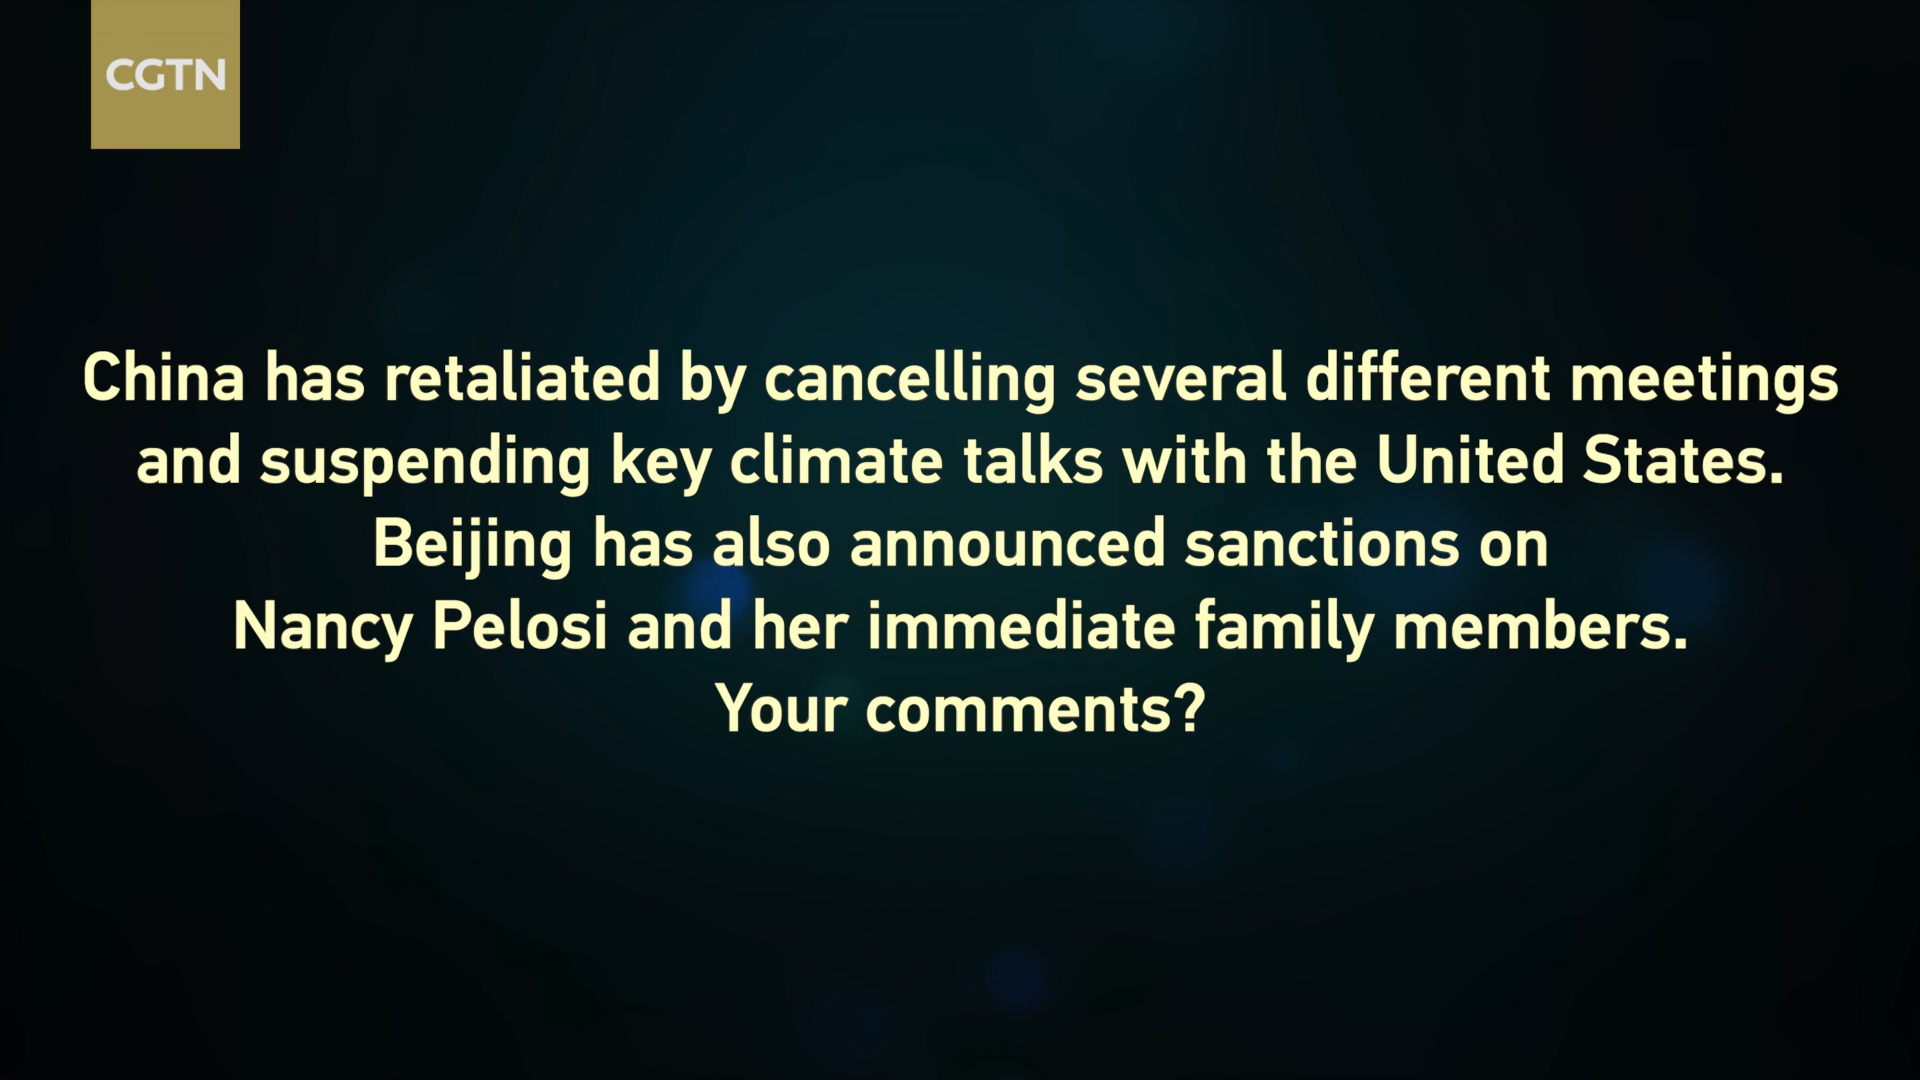 CGTN
China has retaliated by cancelling several different meetings
and suspending key climate talks with the United States.
Beijing has also announced sanctions on
Nancy Pelosi and her immediate family members.
Your comments?